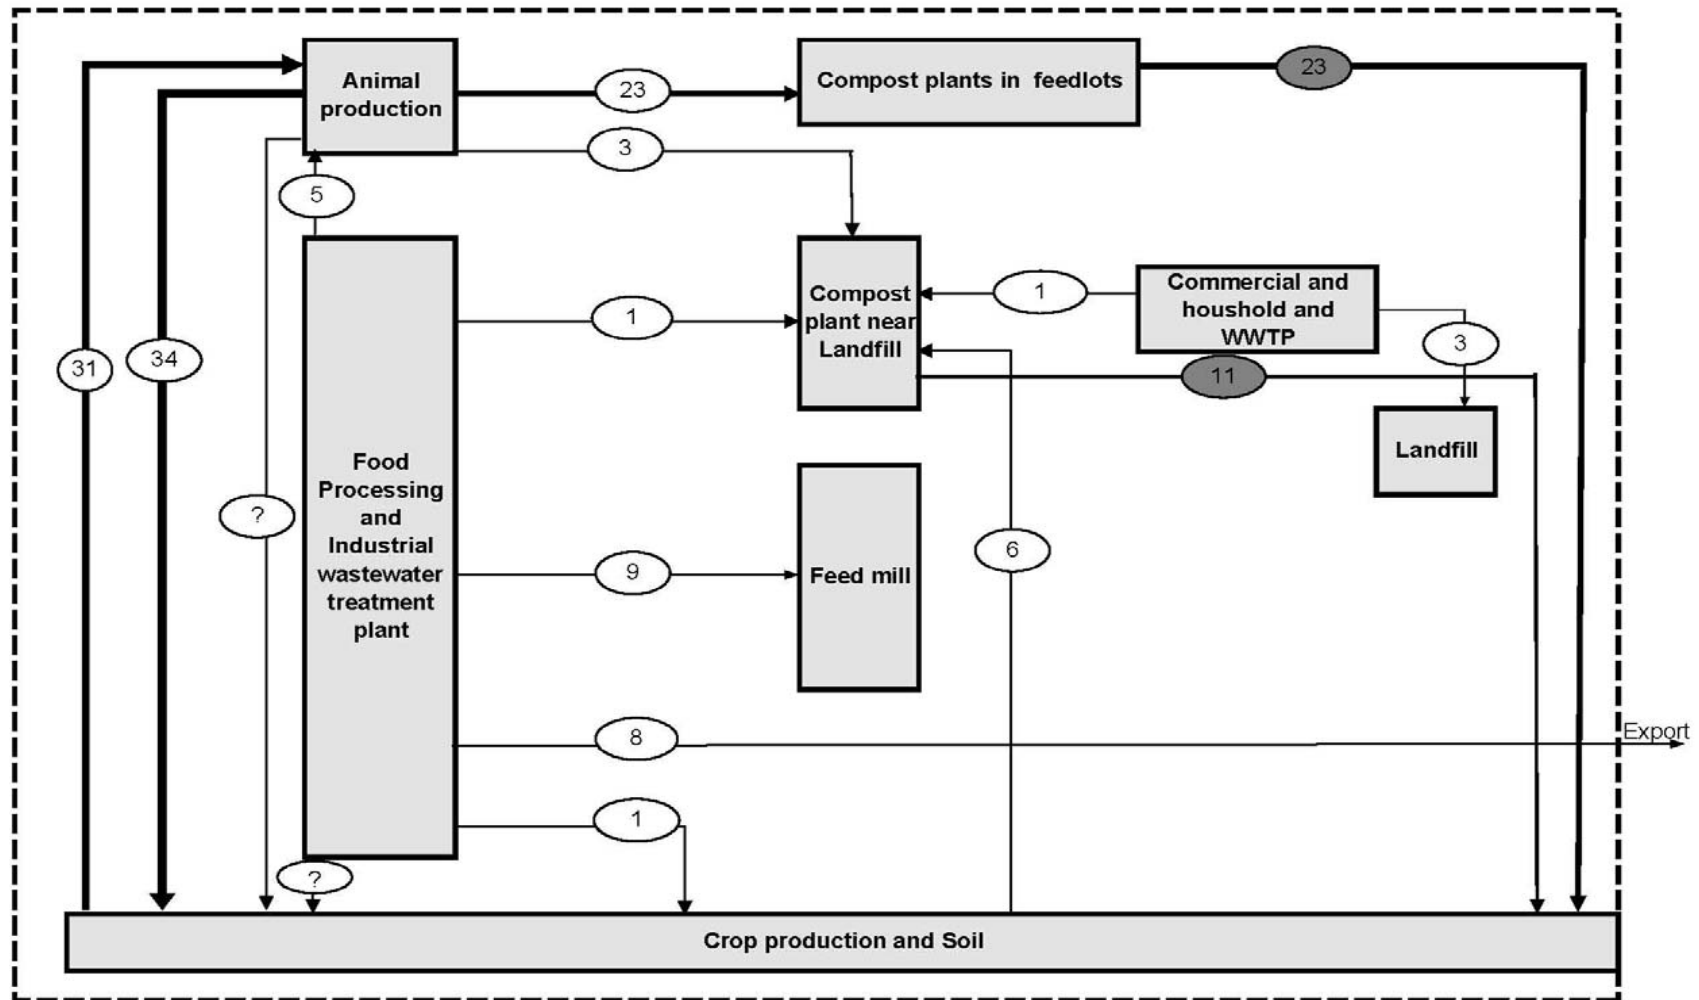 Animal
production
23
Compost plants in  feedlots
23
3
5
Compost
plant near
Landfill
1
1
Commercial and
houshold and
WWTP
3
11
31
34
Landfill
Food
Processing
and
Industrial
wastewater
treatment
plant
?
9
Feed mill
6
8
Export
1
?
Crop production and Soil